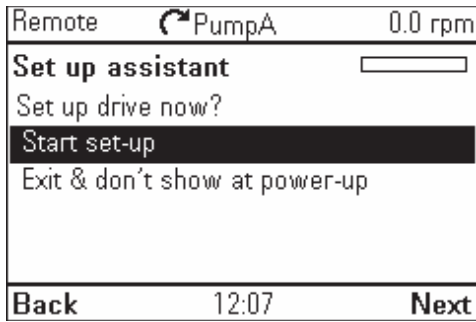 Remote PumpA 0.0 rpm
Set up assistant
Set up drive now?
Start set-up
Exit & don't show at power-up
Back 12:07 Next